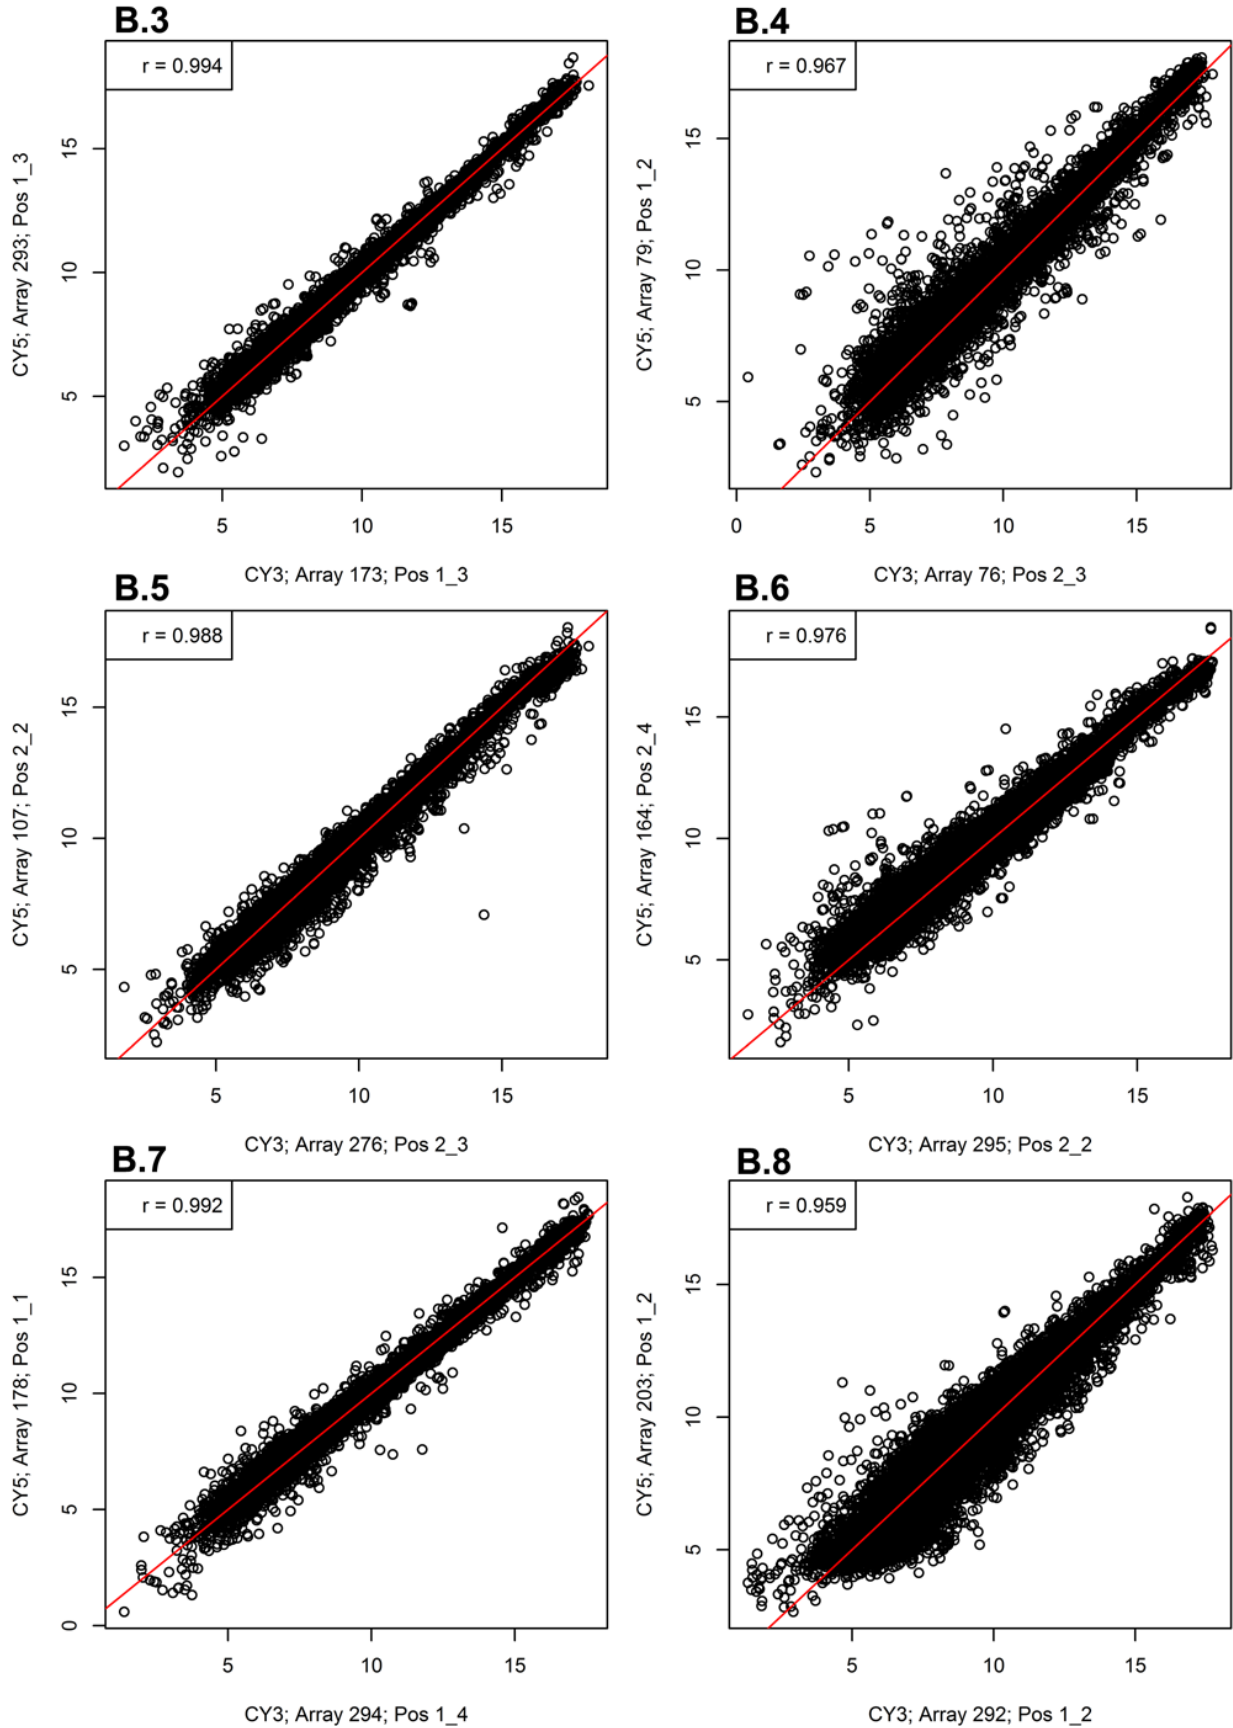 B.3
r = 0.994
CY5; Array 293; Pos 1_3
15
10
5
5 10 15
CY3; Array 173; Pos 1_3
B.4
r = 0.967
CY5; Array 79; Pos 1_2
15
10
5
0 5 10 15
CY3; Array 76; Pos 2_3
B.5
r = 0.988
CY5; Array 107; Pos 2_2
15
10
5
5 10 15
CY3; Array 276; Pos 2_3
B.6
r = 0.976
CY5; Array 164; Pos 2_4
15
10
5
5 10 15
CY3; Array 295; Pos 2_2
B.7
r = 0.992
CY5; Array 178; Pos 1_1
15
10
5
0
5 10 15
CY3; Array 294; Pos 1_4
B.8
r = 0.959
CY5; Array 203; Pos 1_2
15
10
5
5 10 15
CY3; Array 292; Pos 1_2